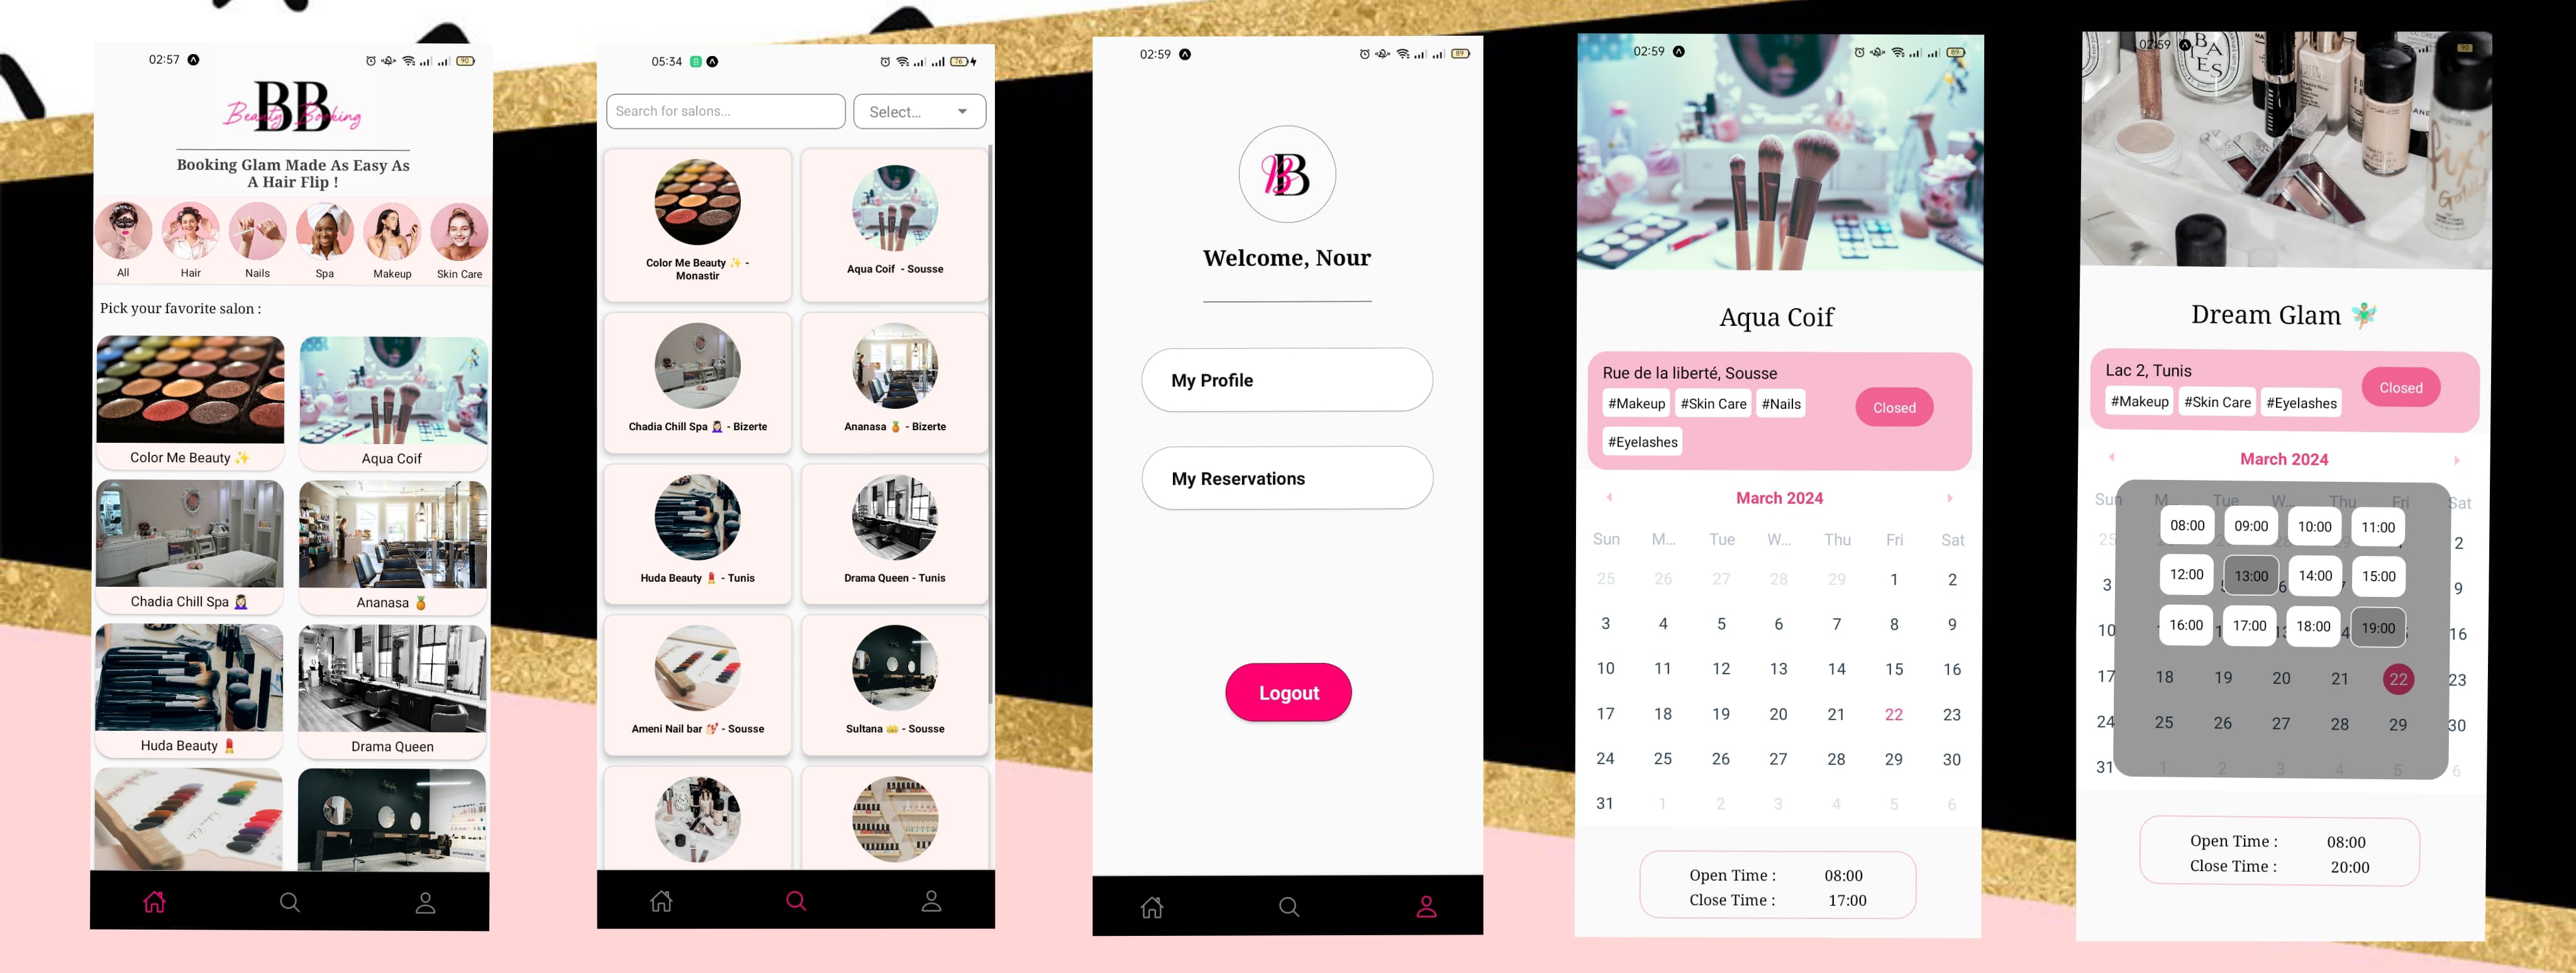 02:57
90
BB
Beauty Booking
Booking Glam Made As Easy As
A Hair Flip !
All Hair Nails Spa Makeup Skin Care
Pick your favorite salon :
Color Me Beauty ✨ Aqua Coif
Chadia Chill Spa 💆🏻‍♀️ Ananasa 🍍
Huda Beauty 💄 Drama Queen
05:34
76
Search for salons... Select...
Color Me Beauty ✨ -
Monastir
Aqua Coif - Sousse
Chadia Chill Spa 💆🏻‍♀️ - Bizerte Ananasa 🍍 - Bizerte
Huda Beauty 💄 - Tunis Drama Queen - Tunis
Ameni Nail bar 💅 - Sousse Sultana 👑 - Sousse
02:59
89
BB
Welcome, Nour
My Profile
My Reservations
Logout
02:59
89
Aqua Coif
Rue de la liberté, Sousse
#Makeup #Skin Care #Nails
#Eyelashes
Closed
March 2024
Sun M... Tue W... Thu Fri Sat
25 26 27 28 29 1 2
3 4 5 6 7 8 9
10 11 12 13 14 15 16
17 18 19 20 21 22 23
24 25 26 27 28 29 30
31 1 2 3 4 5 6
Open Time : 08:00
Close Time : 17:00
02:59
90
BA
IES
Dream Glam 🧚
Lac 2, Tunis
#Makeup #Skin Care #Eyelashes
Closed
March 2024
Sun M... Tue W... Thu Fri Sat
08:00 09:00 10:00 11:00
25 2
12:00 13:00 14:00 15:00
3 9
16:00 17:00 18:00 19:00
10 16
17 18 19 20 21 22 23
24 25 26 27 28 29 30
31 1 2 3 4 5 6
Open Time : 08:00
Close Time : 20:00